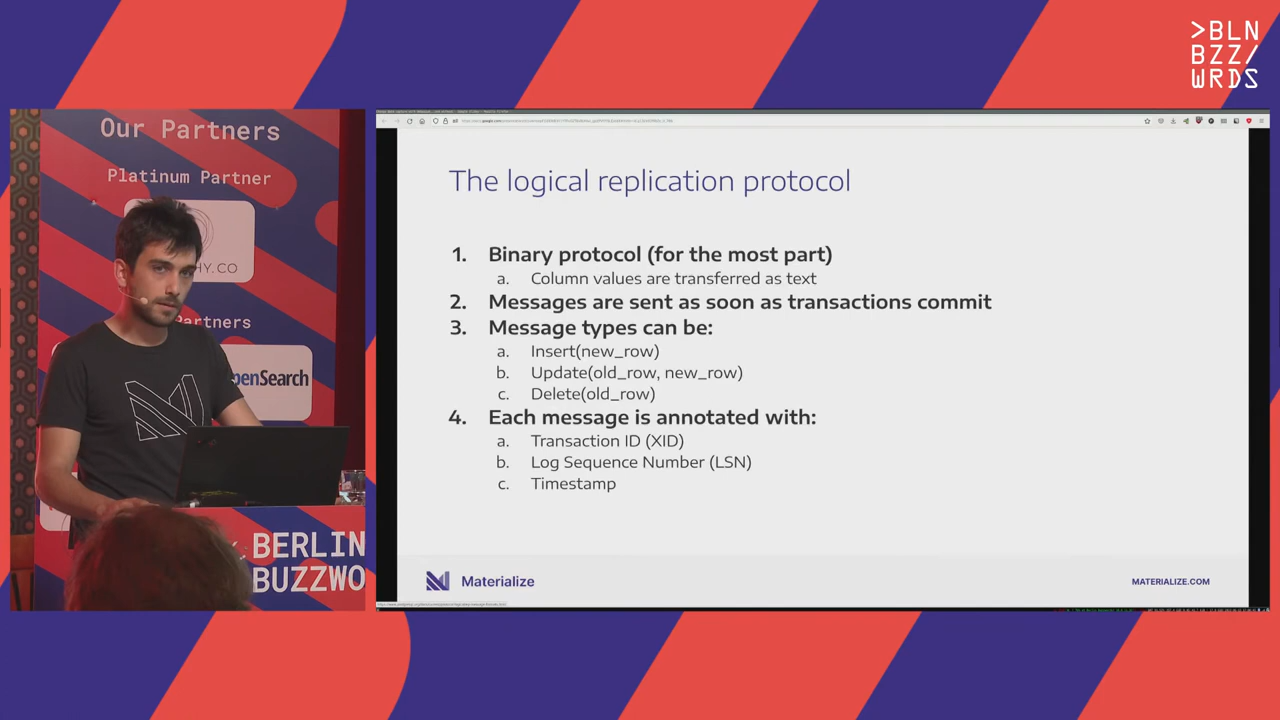 >BLN
BZZ/
WRDS
Our Partners
Platinum Partner
HY.CO
Partners
penSearch
BERLIN
BUZZWO
The logical replication protocol
1. Binary protocol (for the most part)
a. Column values are transferred as text
2. Messages are sent as soon as transactions commit
3. Message types can be:
a. Insert(new_row)
b. Update(old_row, new_row)
c. Delete(old_row)
4. Each message is annotated with:
a. Transaction ID (XID)
b. Log Sequence Number (LSN)
c. Timestamp
Materialize
MATERIALIZE.COM